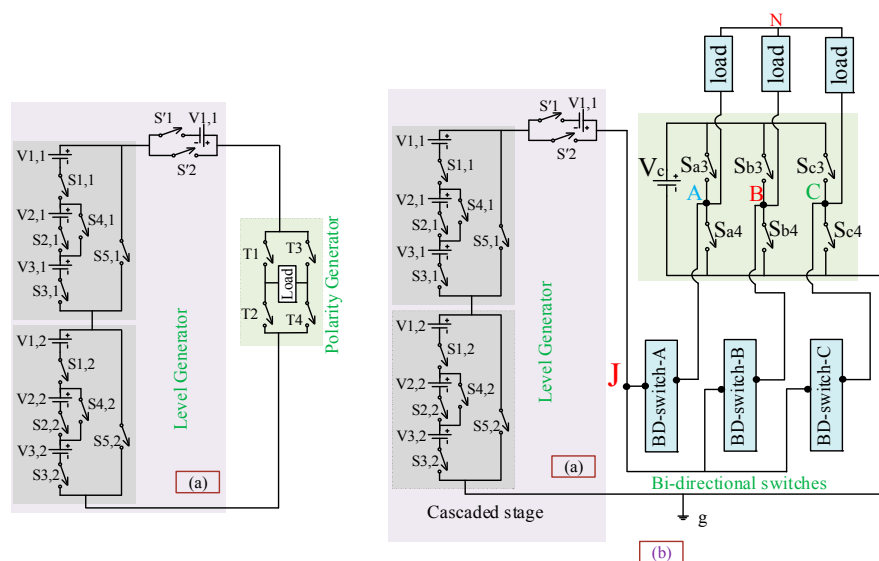 V1,1
S1,1
V2,1
S4,1
S2,1
V3,1
S5,1
S3,1
V1,2
S1,2
V2,2
S4,2
S2,2
V3,2
S5,2
S3,2
Level Generator
(a)
S'1
V1,1
S'2
T1
T3
Load
T2
T4
Polarity Generator
V1,1
S1,1
V2,1
S4,1
S2,1
V3,1
S5,1
S3,1
V1,2
S1,2
V2,2
S4,2
S2,2
V3,2
S5,2
S3,2
Level Generator
(a)
Cascaded stage
S'1
V1,1
S'2
N
load
load
load
Vc
Sa3
Sb3
Sc3
A
B
C
Sa4
Sb4
Sc4
J
BD-switch-A
BD-switch-B
BD-switch-C
Bi-directional switches
g
(b)